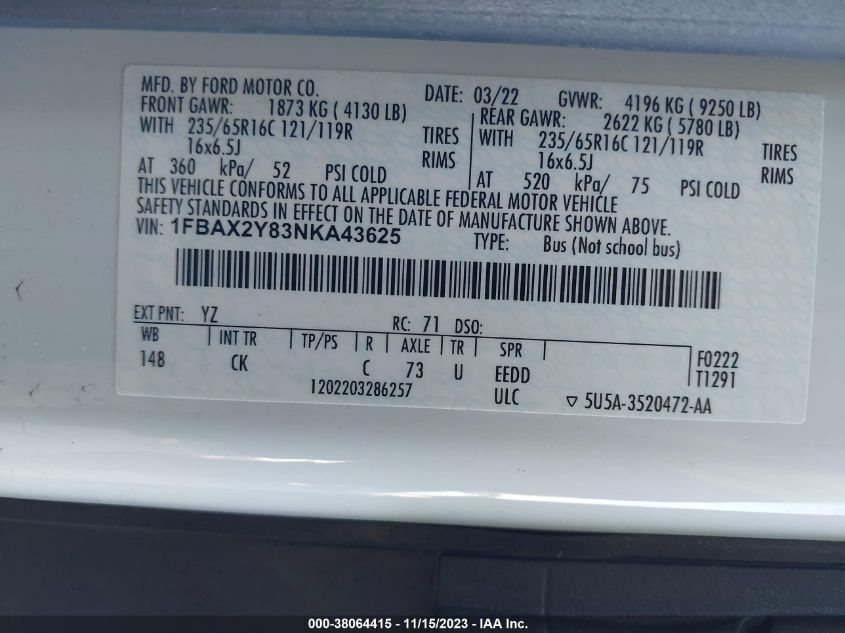 MFD. BY FORD MOTOR CO. DATE: 03/22 GVWR: 4196 KG ( 9250 LB)
FRONT GAWR: 1873 KG ( 4130 LB) REAR GAWR: 2622 KG ( 5780 LB)
WITH 235/65R16C 121/119R TIRES WITH 235/65R16C 121/119R TIRES
16x6.5J RIMS 16x6.5J RIMS
AT 360 kPa/ 52 PSI COLD AT 520 kPa/ 75 PSI COLD
THIS VEHICLE CONFORMS TO ALL APPLICABLE FEDERAL MOTOR VEHICLE
SAFETY STANDARDS IN EFFECT ON THE DATE OF MANUFACTURE SHOWN ABOVE.
VIN: 1FBAX2Y83NKA43625 TYPE: Bus (Not school bus)
EXT PNT: YZ RC: 71 DSO:
WB INT TR TP/PS R AXLE TR SPR F0222
148 CK C 73 U EEDD T1291
1202203286257 ULC ▽ 5U5A-3520472-AA
000-38064415 - 11/15/2023 - IAA Inc.